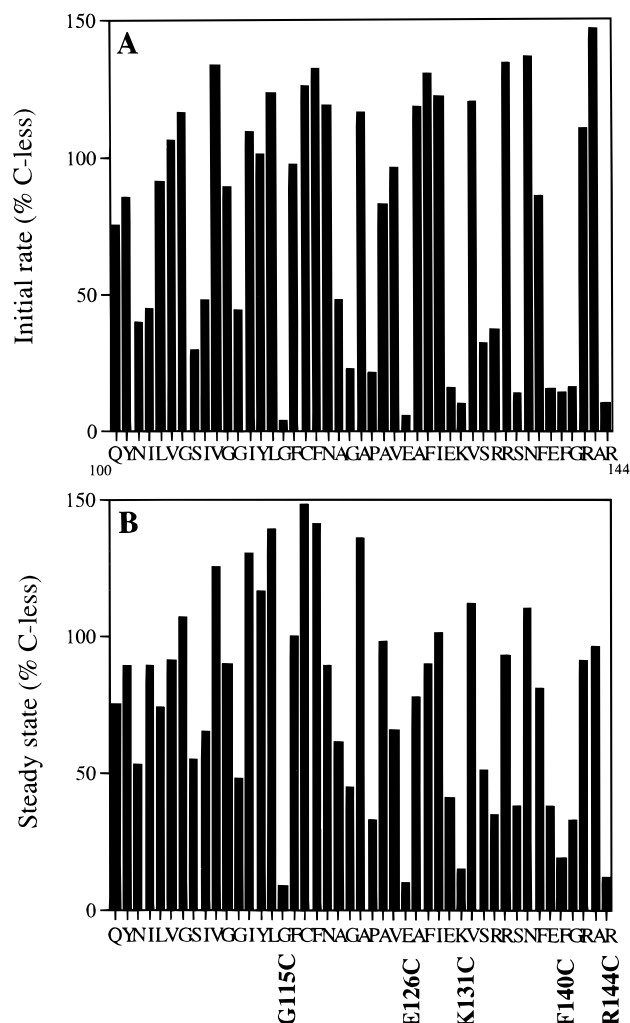 150
A
100
50
0
Initial rate (% C-less)
QYNILVGSIVGGIYLGFCFNAGAPAVEAFIEKVSRRSNFEFGRAR
100 144
150
B
100
50
0
Steady state (% C-less)
QYNILVGSIVGGIYLGFCFNAGAPAVEAFIEKVSRRSNFEFGRAR
G115C E126C K131C F140C R144C